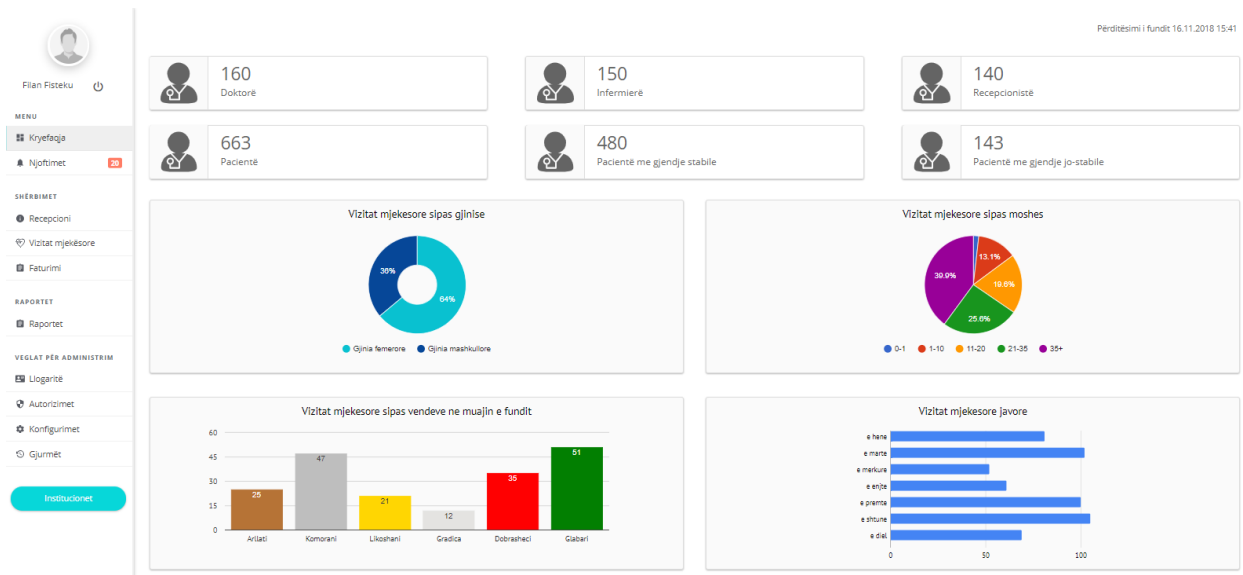 Përditësimi i fundit 16.11.2018 15:41
Filan Fisteku
MENU
Kryefaqja
Njoftimet 20
SHËRBIMET
Recepcioni
Vizitat mjekësore
Faturimi
RAPORTET
Raportet
VEGLAT PËR ADMINISTRIM
Llogaritë
Autorizimet
Konfigurimet
Gjurmët
Institucionet
160
Doktorë
150
Infermierë
140
Recepcionistë
663
Pacientë
480
Pacientë me gjendje stabile
143
Pacientë me gjendje jo-stabile
Vizitat mjekesore sipas gjinise
36%
64%
Gjinia femerore Gjinia mashkullore
Vizitat mjekesore sipas moshes
13.1%
39.9%
19.6%
25.6%
0-1 1-10 11-20 21-35 35+
Vizitat mjekesore sipas vendeve ne muajin e fundit
60
45
30
15
0
25 47 21 12 35 51
Arllati Komorani Likoshani Gradica Dobrasheci Glabari
Vizitat mjekesore javore
e hane
e marte
e merkure
e enjte
e premte
e shtune
e diel
0 50 100